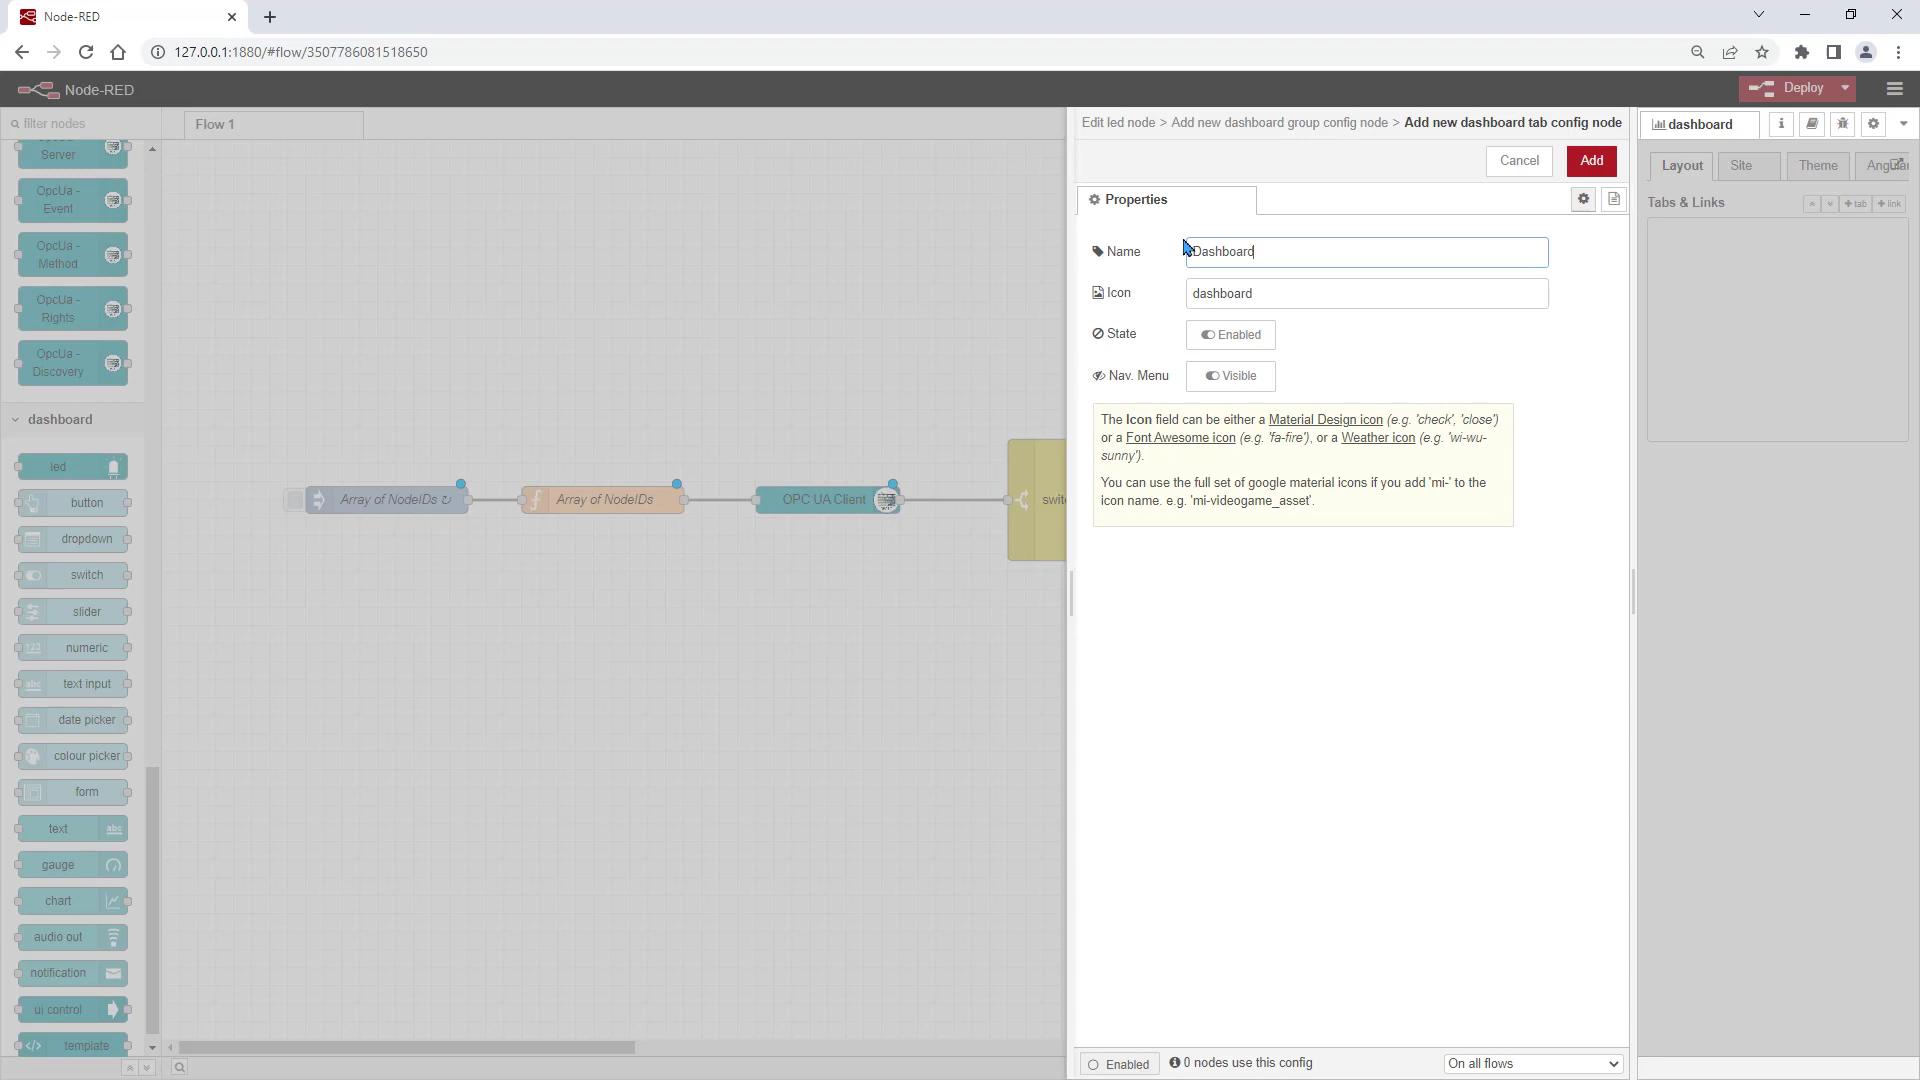 Node-RED
127.0.0.1:1880/#flow/3507786081518650
Node-RED
Deploy
filter nodes
Flow 1
Edit led node > Add new dashboard group config node > Add new dashboard tab config node
dashboard
Cancel
Add
Layout
Site
Theme
Angular
Properties
Tabs & Links
tab
link
Name
Dashboard
Icon
dashboard
State
Enabled
Nav. Menu
Visible
The Icon field can be either a Material Design icon (e.g. 'check', 'close')
or a Font Awesome icon (e.g. 'fa-fire'), or a Weather icon (e.g. 'wi-wu-
sunny').
You can use the full set of google material icons if you add 'mi-' to the
icon name. e.g. 'mi-videogame_asset'.
OpcUa -
Server
OpcUa -
Event
OpcUa -
Method
OpcUa -
Rights
OpcUa -
Discovery
dashboard
led
button
dropdown
switch
slider
123 numeric
abc text input
date picker
colour picker
form
text abc
gauge
chart
audio out
notification
ui control
</> template
Array of NodeIDs ↻
Array of NodeIDs
OPC UA Client
Enabled
0 nodes use this config
On all flows